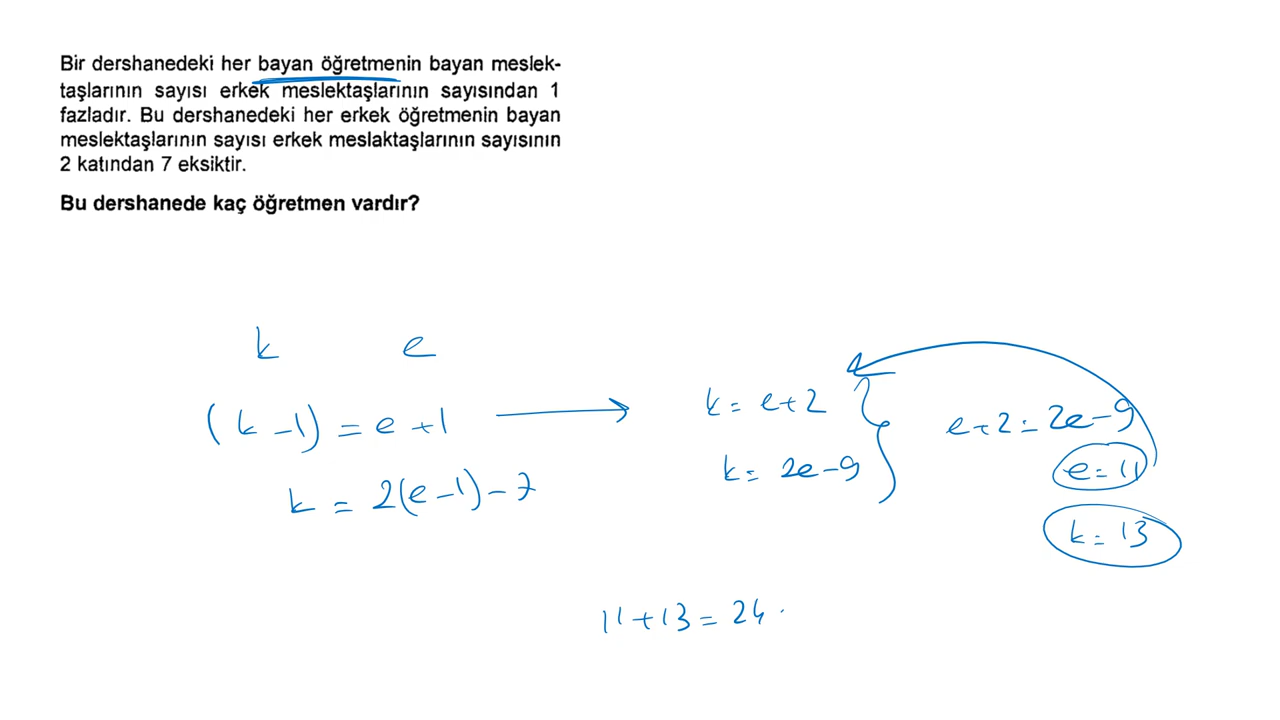 Bir dershanedeki her bayan öğretmenin bayan meslek-
taşlarının sayısı erkek meslektaşlarının sayısından 1
fazladır. Bu dershanedeki her erkek öğretmenin bayan
meslektaşlarının sayısı erkek meslaktaşlarının sayısının
2 katından 7 eksiktir.
Bu dershanede kaç öğretmen vardır?
k e
(k-1) = e+1
k = 2(e-1)-7
k = e+2
k = 2e-9
e+2 = 2e-9
e = 11
k = 13
11+13 = 24